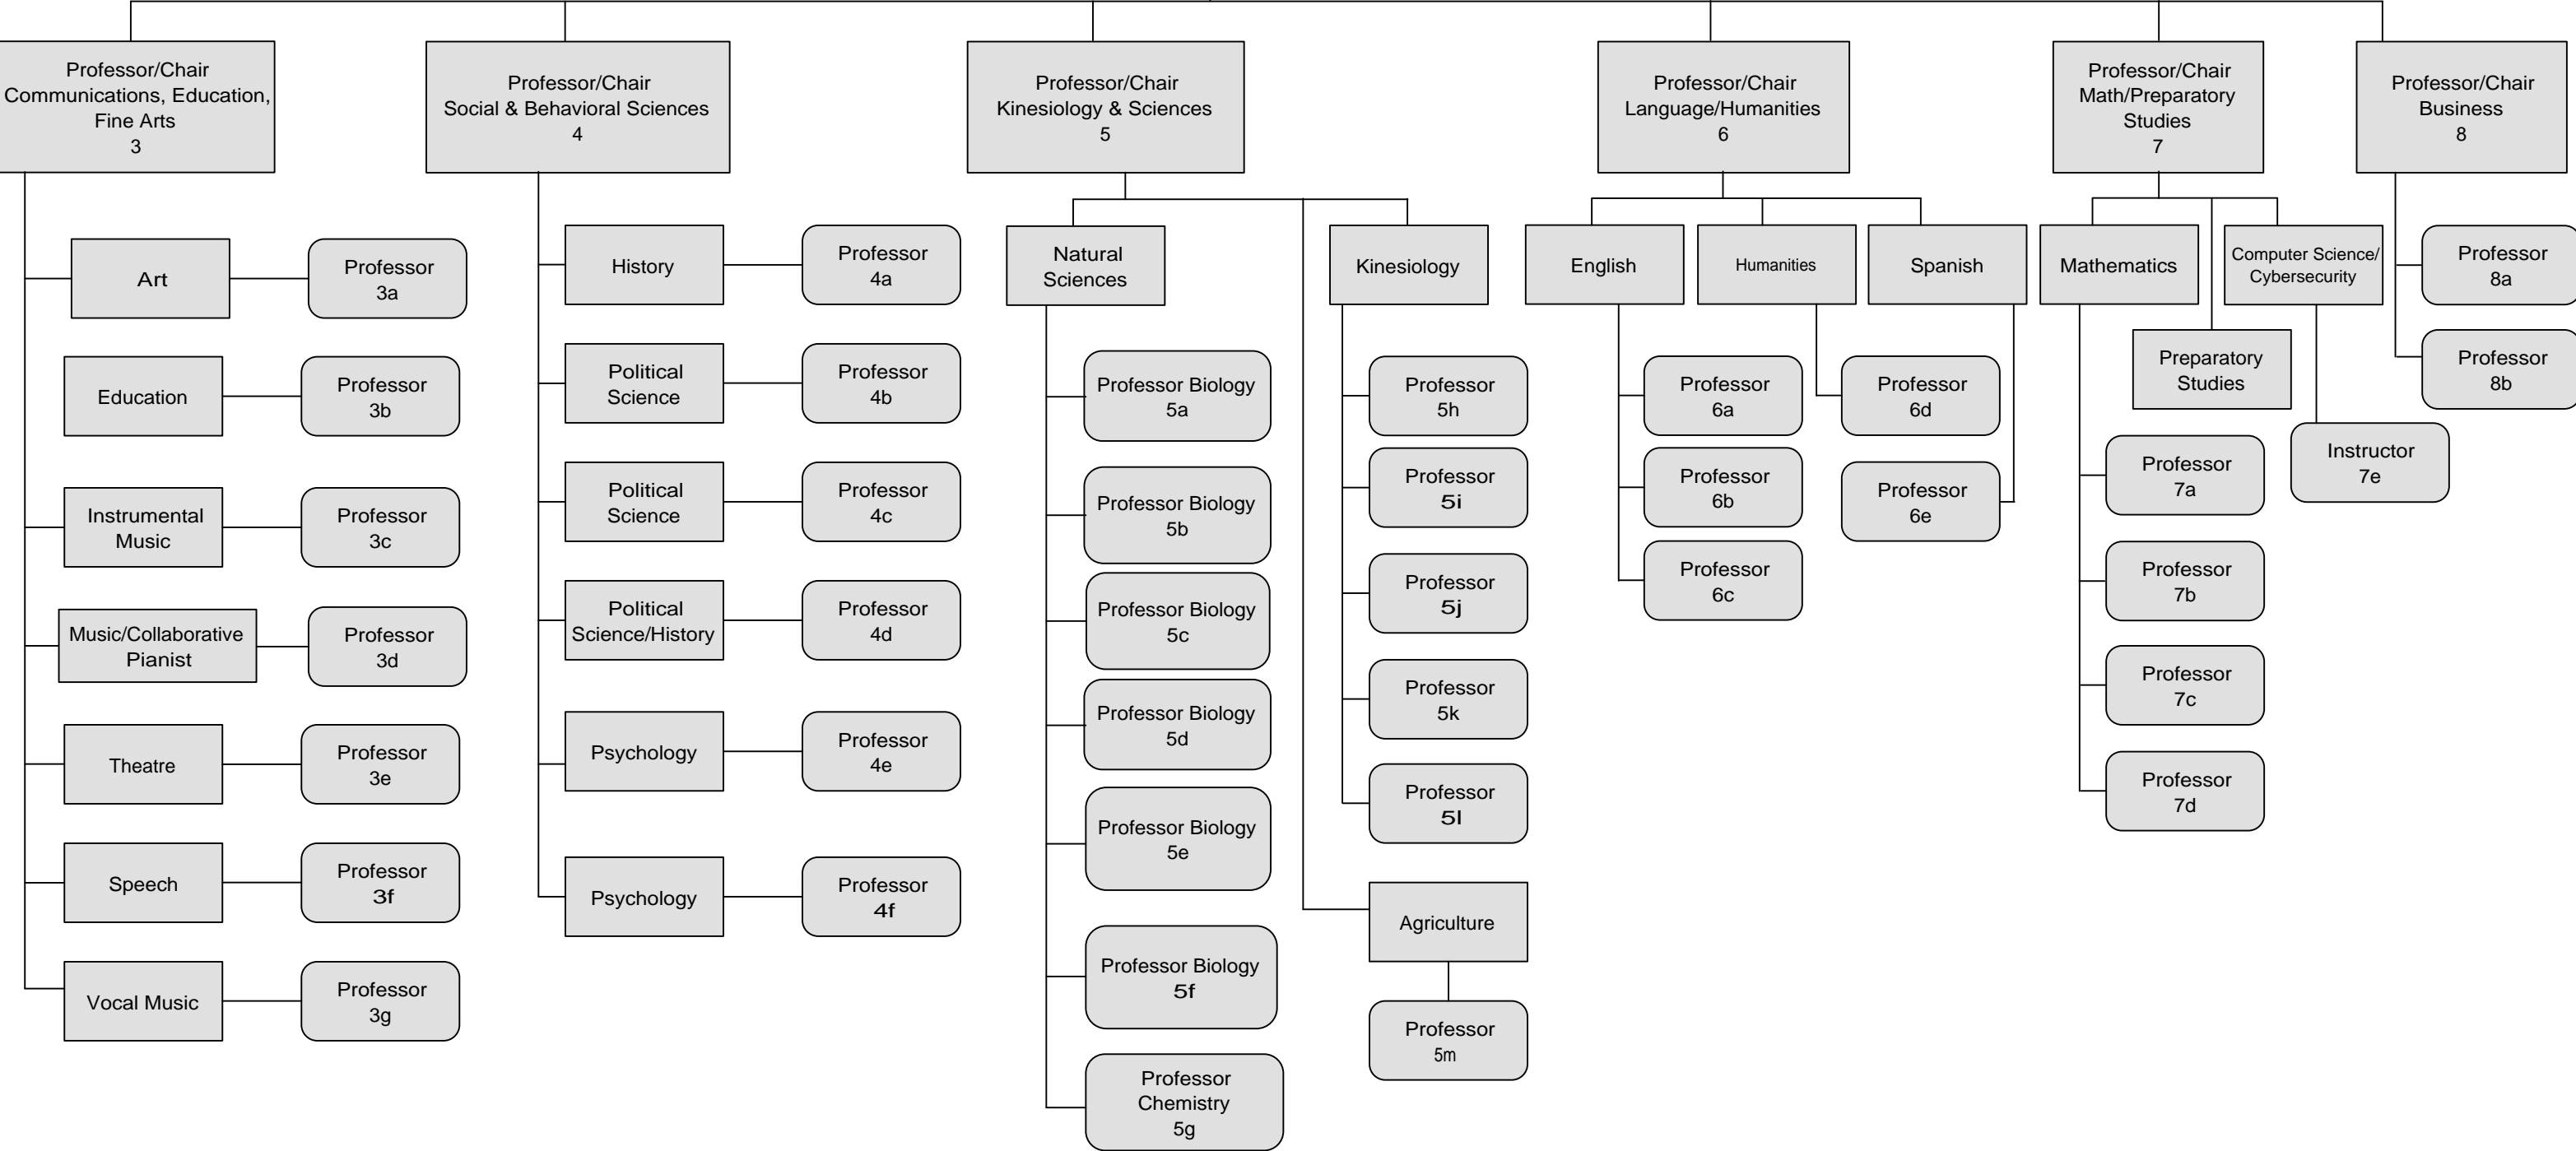 Professor/Chair
Communications, Education,
Fine Arts
3
Professor/Chair
Social & Behavioral Sciences
4
Professor/Chair
Kinesiology & Sciences
5
Professor/Chair
Language/Humanities
6
Professor/Chair
Math/Preparatory
Studies
7
Professor/Chair
Business
8
Art
Professor
3a
Education
Professor
3b
Instrumental
Music
Professor
3c
Music/Collaborative
Pianist
Professor
3d
Theatre
Professor
3e
Speech
Professor
3f
Vocal Music
Professor
3g
History
Professor
4a
Political
Science
Professor
4b
Political
Science
Professor
4c
Political
Science/History
Professor
4d
Psychology
Professor
4e
Psychology
Professor
4f
Natural
Sciences
Professor Biology
5a
Professor Biology
5b
Professor Biology
5c
Professor Biology
5d
Professor Biology
5e
Professor Biology
5f
Professor
Chemistry
5g
Kinesiology
Professor
5h
Professor
5i
Professor
5j
Professor
5k
Professor
5l
Agriculture
Professor
5m
English
Professor
6a
Professor
6b
Professor
6c
Humanities
Professor
6d
Spanish
Professor
6e
Mathematics
Professor
7a
Professor
7b
Professor
7c
Professor
7d
Preparatory
Studies
Computer Science/
Cybersecurity
Instructor
7e
Professor
8a
Professor
8b